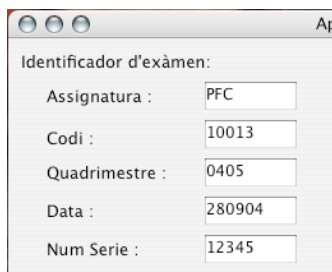 Ap
Identificador d'exàmen:
Assignatura : PFC
Codi : 10013
Quadrimestre : 0405
Data : 280904
Num Serie : 12345